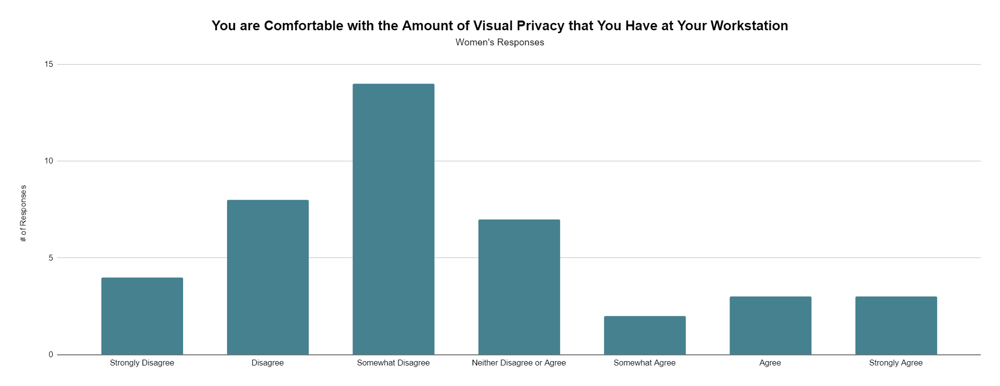 You are Comfortable with the Amount of Visual Privacy that You Have at Your Workstation
Women's Responses
# of Responses
15
10
5
0
Strongly Disagree
Disagree
Somewhat Disagree
Neither Disagree or Agree
Somewhat Agree
Agree
Strongly Agree